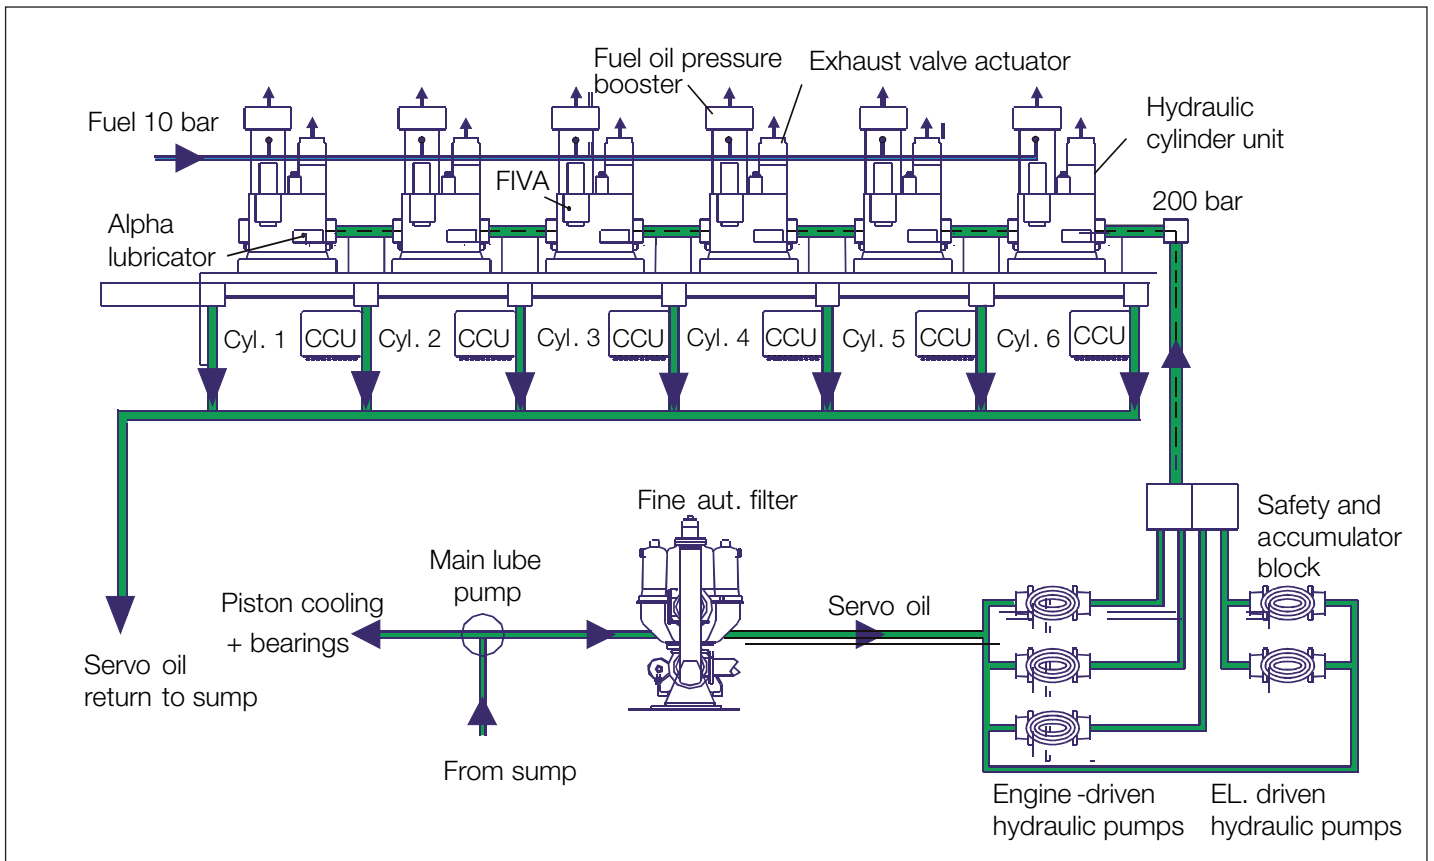 Fuel oil pressure
booster
Exhaust valve actuator
Hydraulic
cylinder unit
Fuel 10 bar
FIVA
200 bar
Alpha
lubricator
Cyl. 1
CCU
Cyl. 2
CCU
Cyl. 3
CCU
Cyl. 4
CCU
Cyl. 5
CCU
Cyl. 6
CCU
Fine aut. filter
Safety and
accumulator
block
Main lube
pump
Piston cooling
+ bearings
Servo oil
Servo oil
return to sump
From sump
Engine-driven
hydraulic pumps
EL. driven
hydraulic pumps